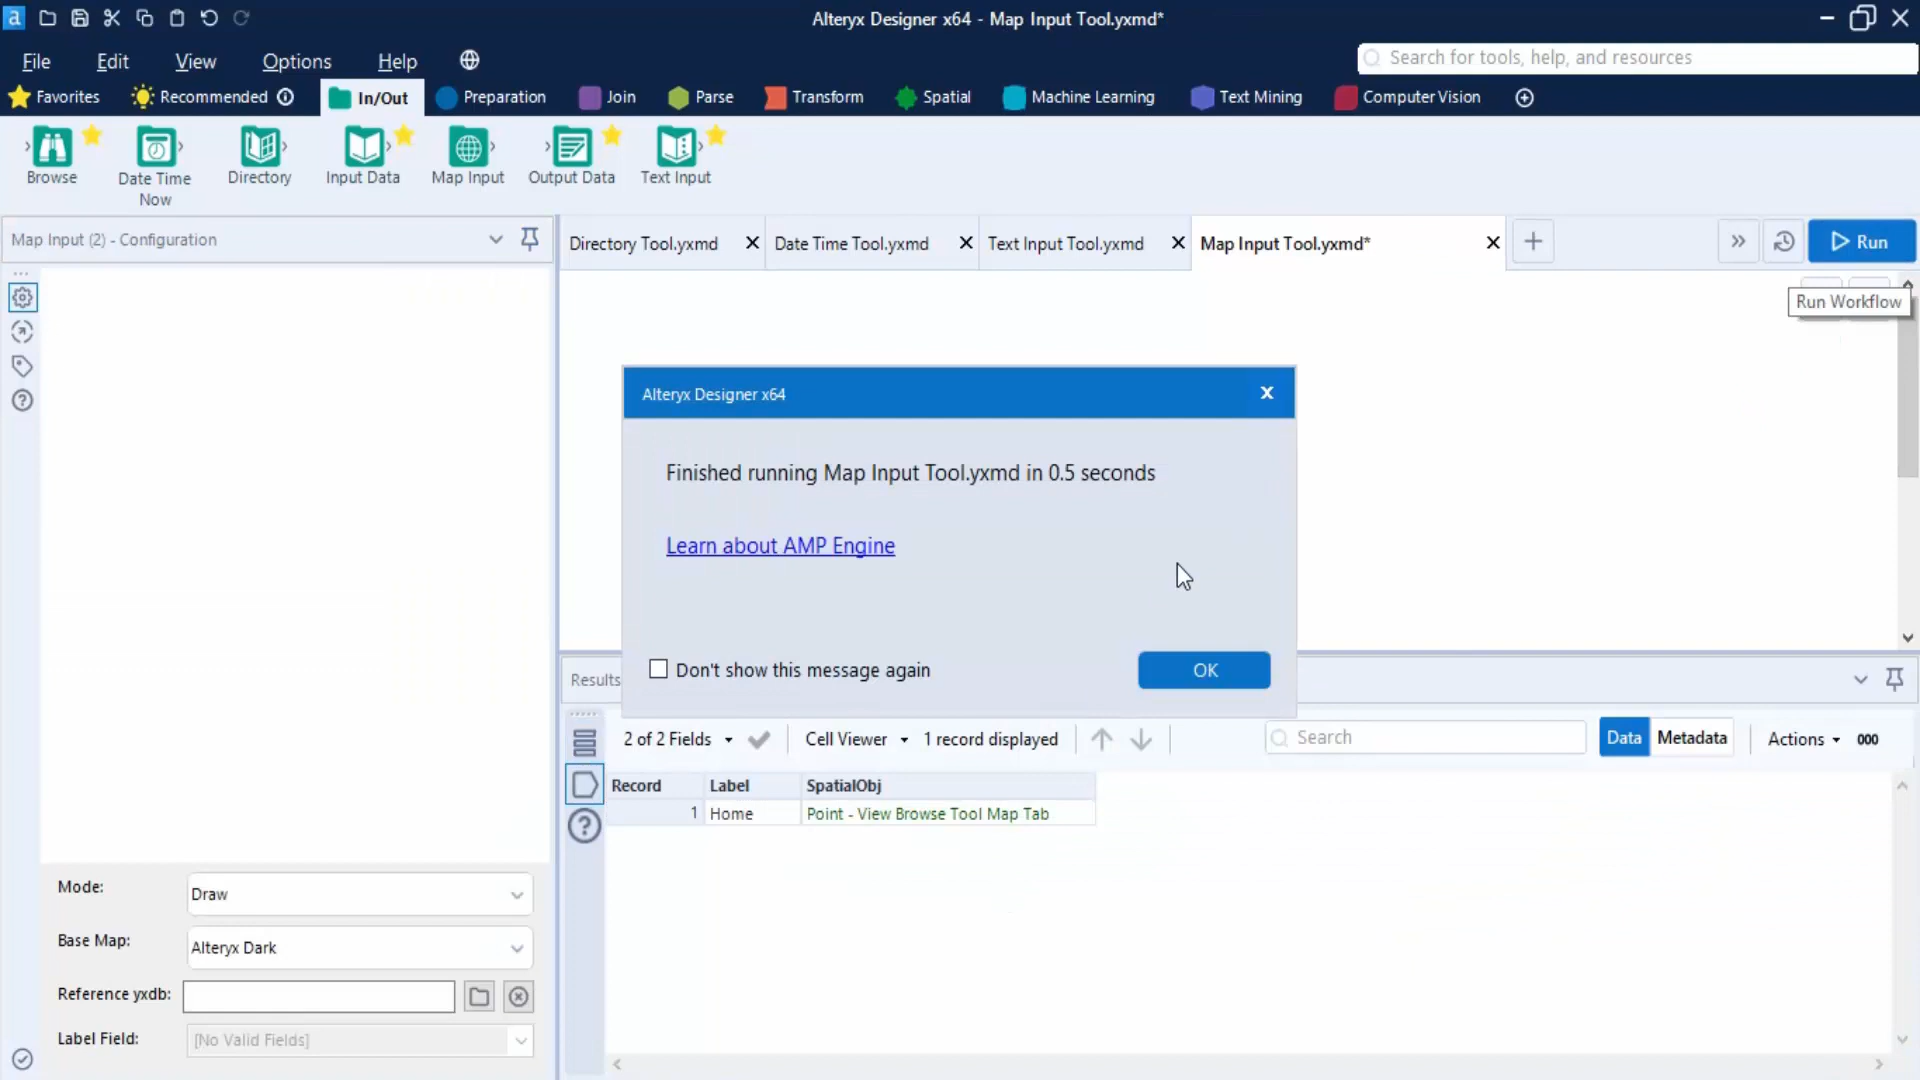 a
Alteryx Designer x64 - Map Input Tool.yxmd*
File Edit View Options Help
Search for tools, help, and resources
Favorites Recommended In/Out Preparation Join Parse Transform Spatial Machine Learning Text Mining Computer Vision
Browse
Date Time
Now
Directory
Input Data
Map Input
Output Data
Text Input
Map Input (2) - Configuration
Directory Tool.yxmd
Date Time Tool.yxmd
Text Input Tool.yxmd
Map Input Tool.yxmd*
Run
Run Workflow
Alteryx Designer x64
Finished running Map Input Tool.yxmd in 0.5 seconds
Learn about AMP Engine
Don't show this message again
OK
Results
2 of 2 Fields
Cell Viewer
1 record displayed
Search
Data
Metadata
Actions
000
Record Label SpatialObj
1 Home Point - View Browse Tool Map Tab
Mode: Draw
Base Map: Alteryx Dark
Reference yxdb:
Label Field: [No Valid Fields]